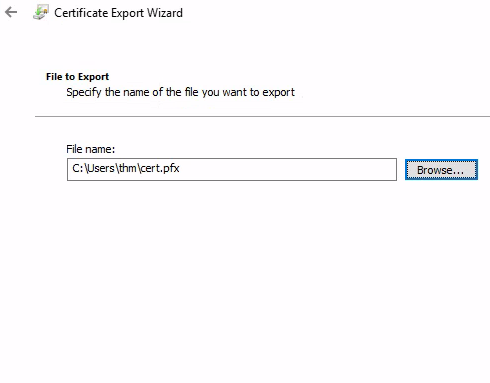 Certificate Export Wizard
File to Export
Specify the name of the file you want to export
File name:
C:\Users\thm\cert.pfx
Browse...